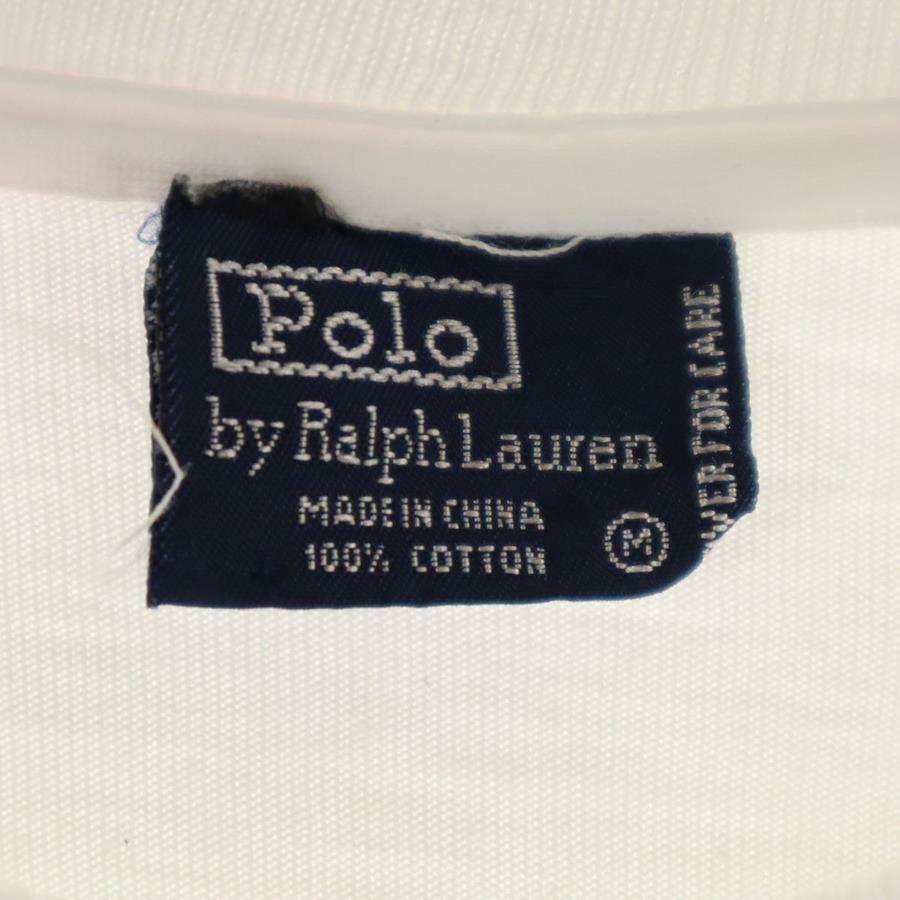 Polo
by Ralph Lauren
MADE IN CHINA
100% COTTON
M
FOR CARE